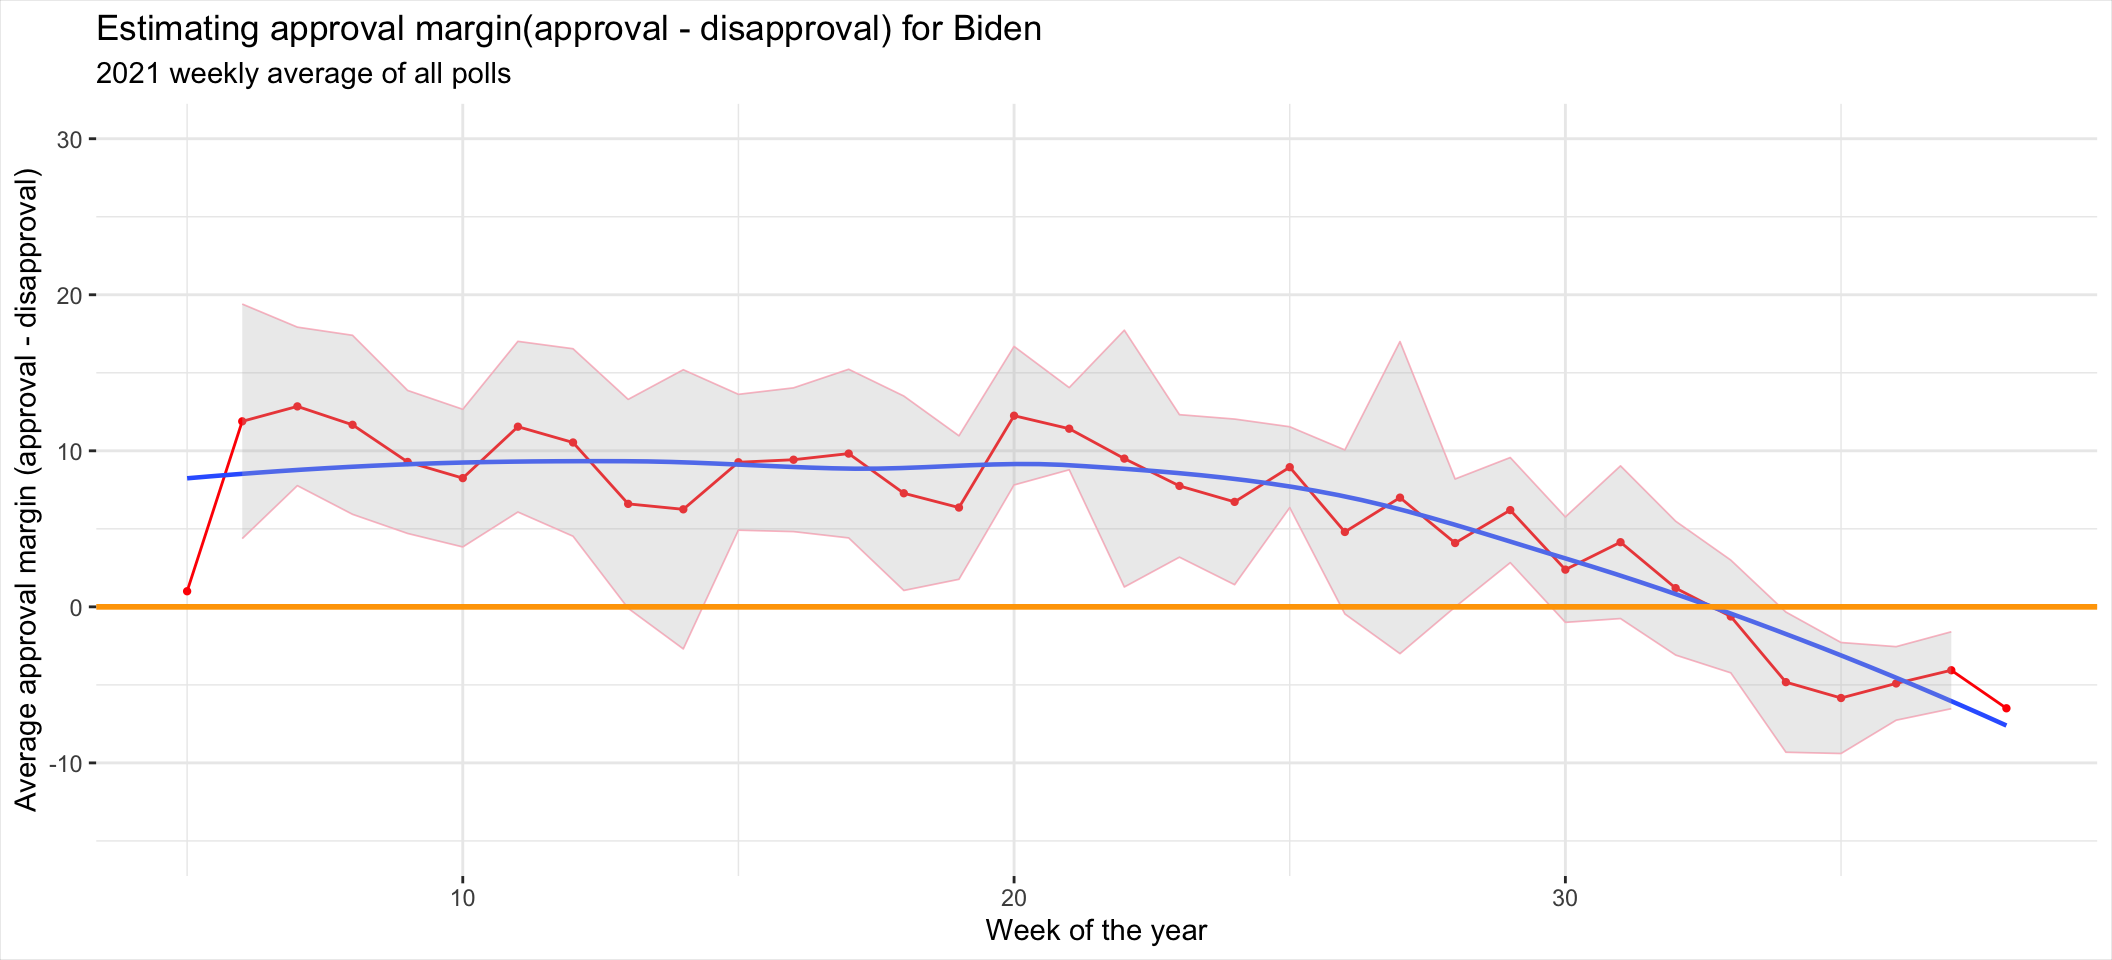 Estimating approval margin(approval - disapproval) for Biden
2021 weekly average of all polls
Average approval margin (approval - disapproval)
30
20
10
0
-10
10
20
30
Week of the year